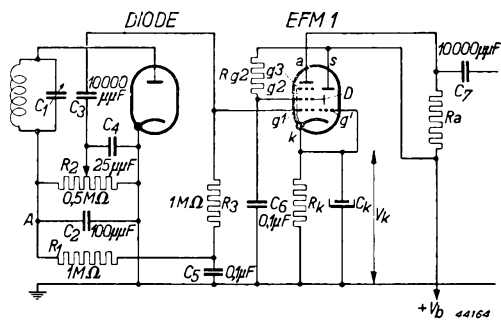 DIODE
EFM 1
10000 μμF
C1
C3
C4
25μμF
R2
0,5MΩ
A
C2
100μμF
R1
1MΩ
1MΩ
R3
C5
0,1μF
Rg2
g3
g2
g1
a
s
D
k
g'
C6
0,1μF
Rk
Ck
Vk
10000μμF
C7
Ra
+Vb
44164